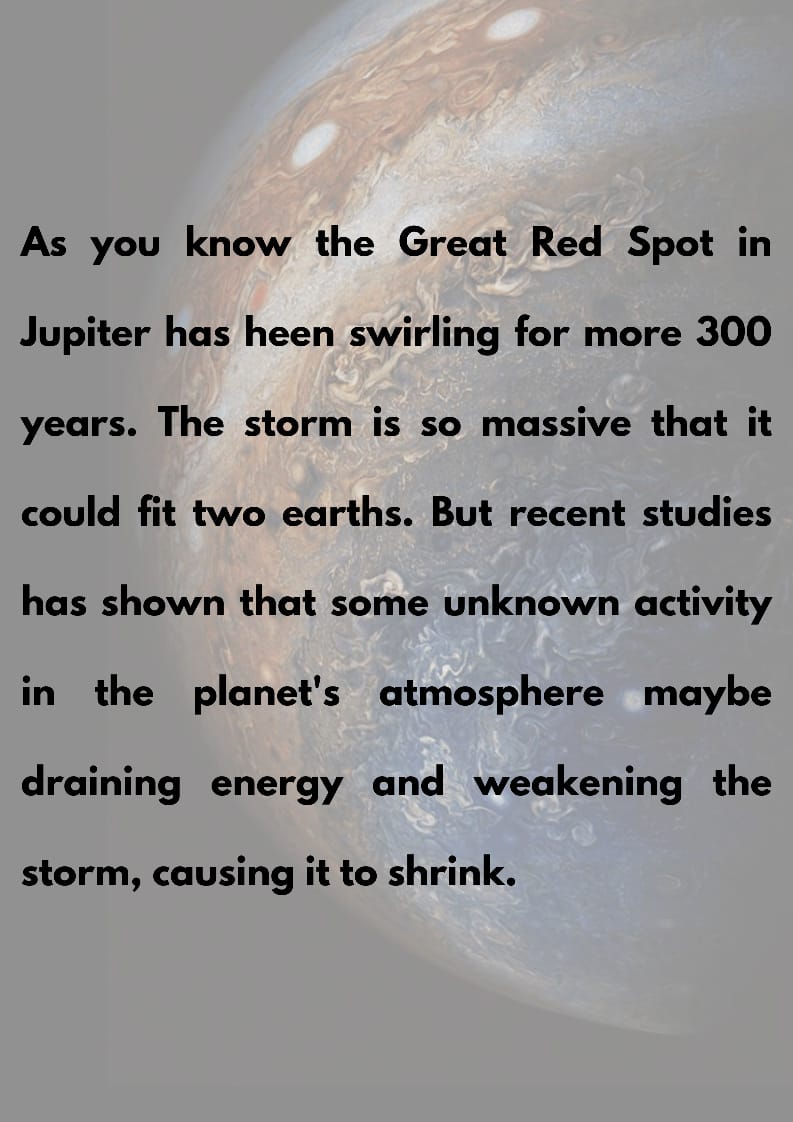 As you know the Great Red Spot in
Jupiter has heen swirling for more 300
years. The storm is so massive that it
could fit two earths. But recent studies
has shown that some unknown activity
in the planet's atmosphere maybe
draining energy and weakening the
storm, causing it to shrink.